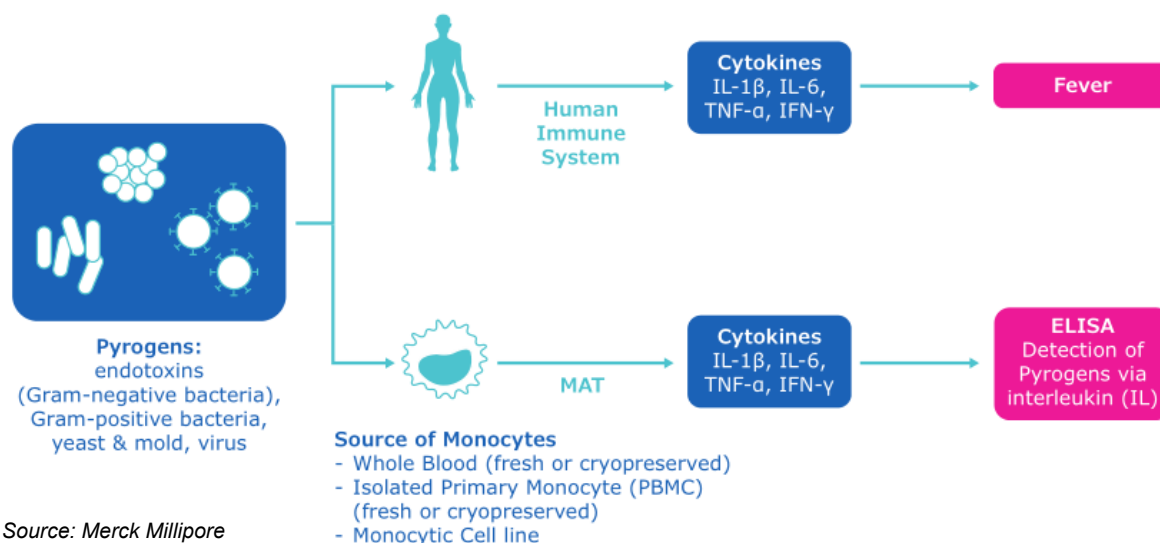 Human
Immune
System
Cytokines
IL-1β, IL-6,
TNF-α, IFN-γ
Fever
Pyrogens:
endotoxins
(Gram-negative bacteria),
Gram-positive bacteria,
yeast & mold, virus
MAT
Cytokines
IL-1β, IL-6,
TNF-α, IFN-γ
ELISA
Detection of
Pyrogens via
interleukin (IL)
Source of Monocytes
- Whole Blood (fresh or cryopreserved)
- Isolated Primary Monocyte (PBMC)
(fresh or cryopreserved)
- Monocytic Cell line
Source: Merck Millipore